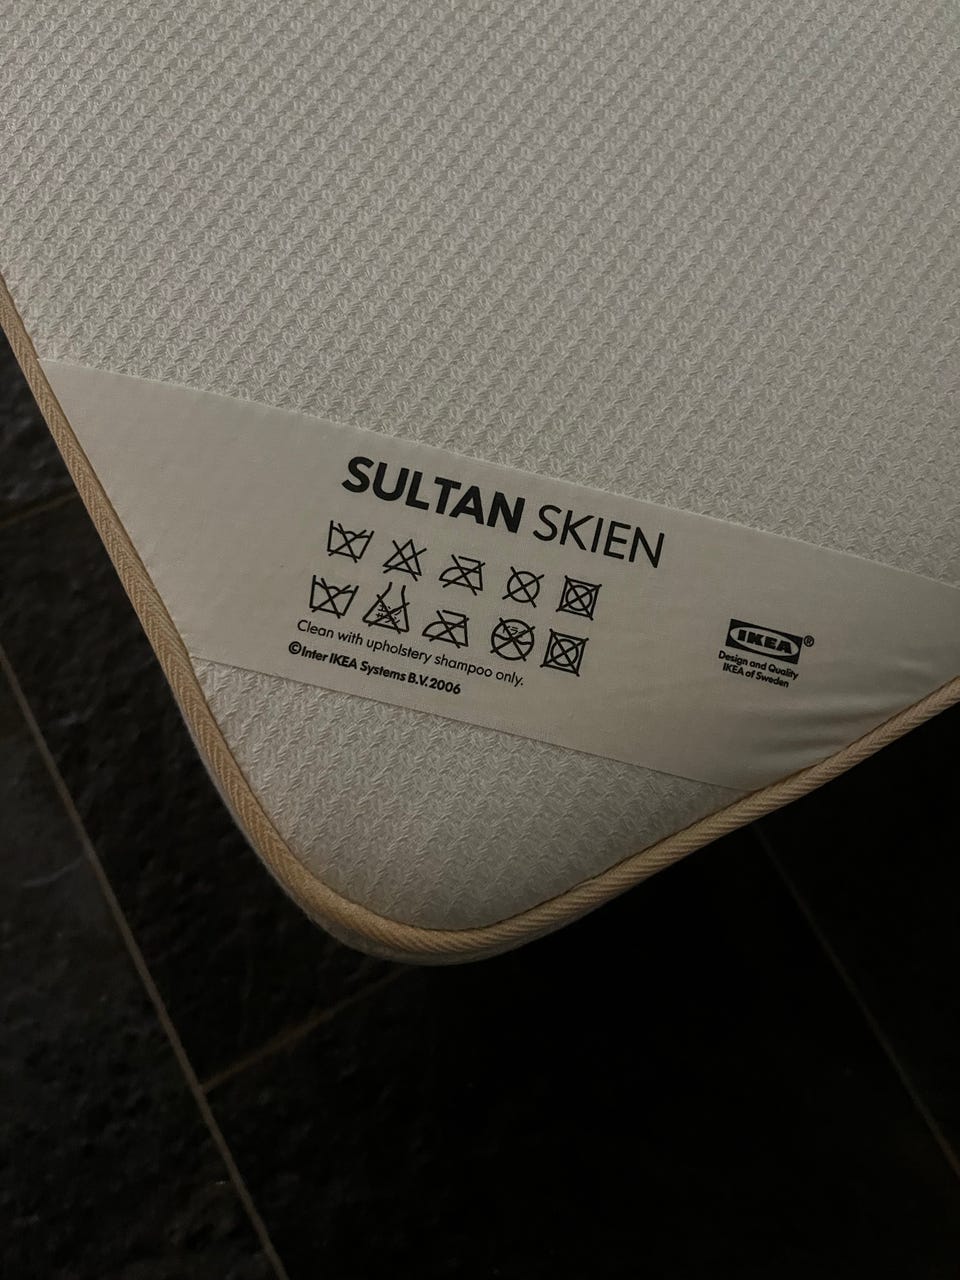 SULTAN SKIEN
Clean with upholstery shampoo only.
©Inter IKEA Systems B.V. 2006
IKEA®
Design and Quality
IKEA of Sweden